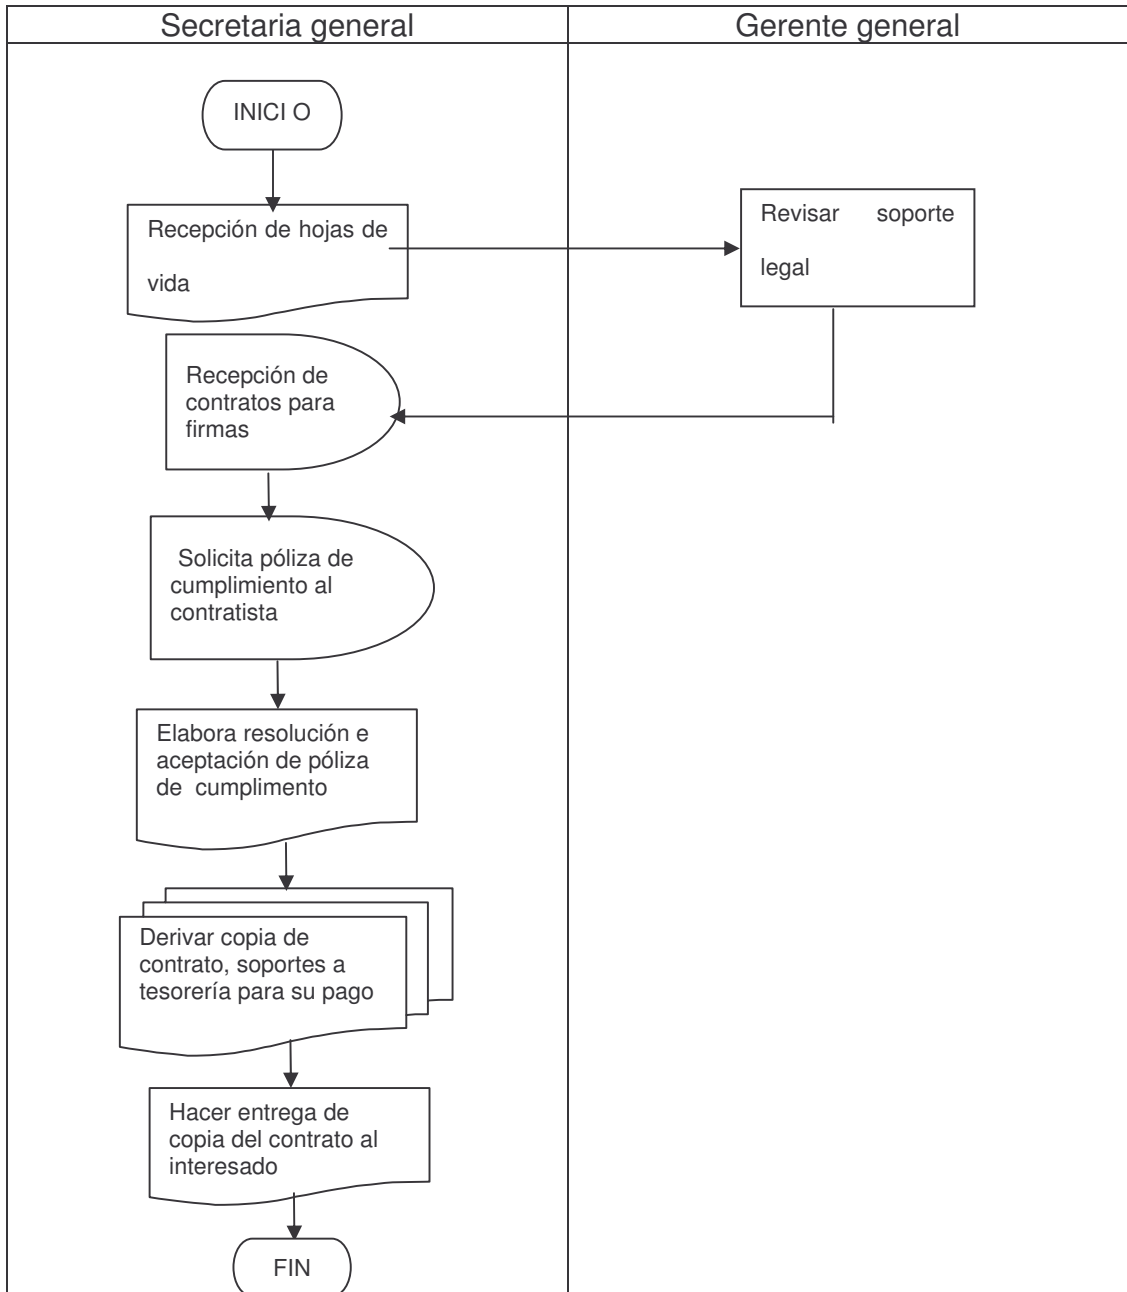 Secretaria general
Gerente general
INICI O
Recepción de hojas de
vida
Revisar soporte
legal
Recepción de
contratos para
firmas
Solicita póliza de
cumplimiento al
contratista
Elabora resolución e
aceptación de póliza
de cumplimento
Derivar copia de
contrato, soportes a
tesorería para su pago
Hacer entrega de
copia del contrato al
interesado
FIN